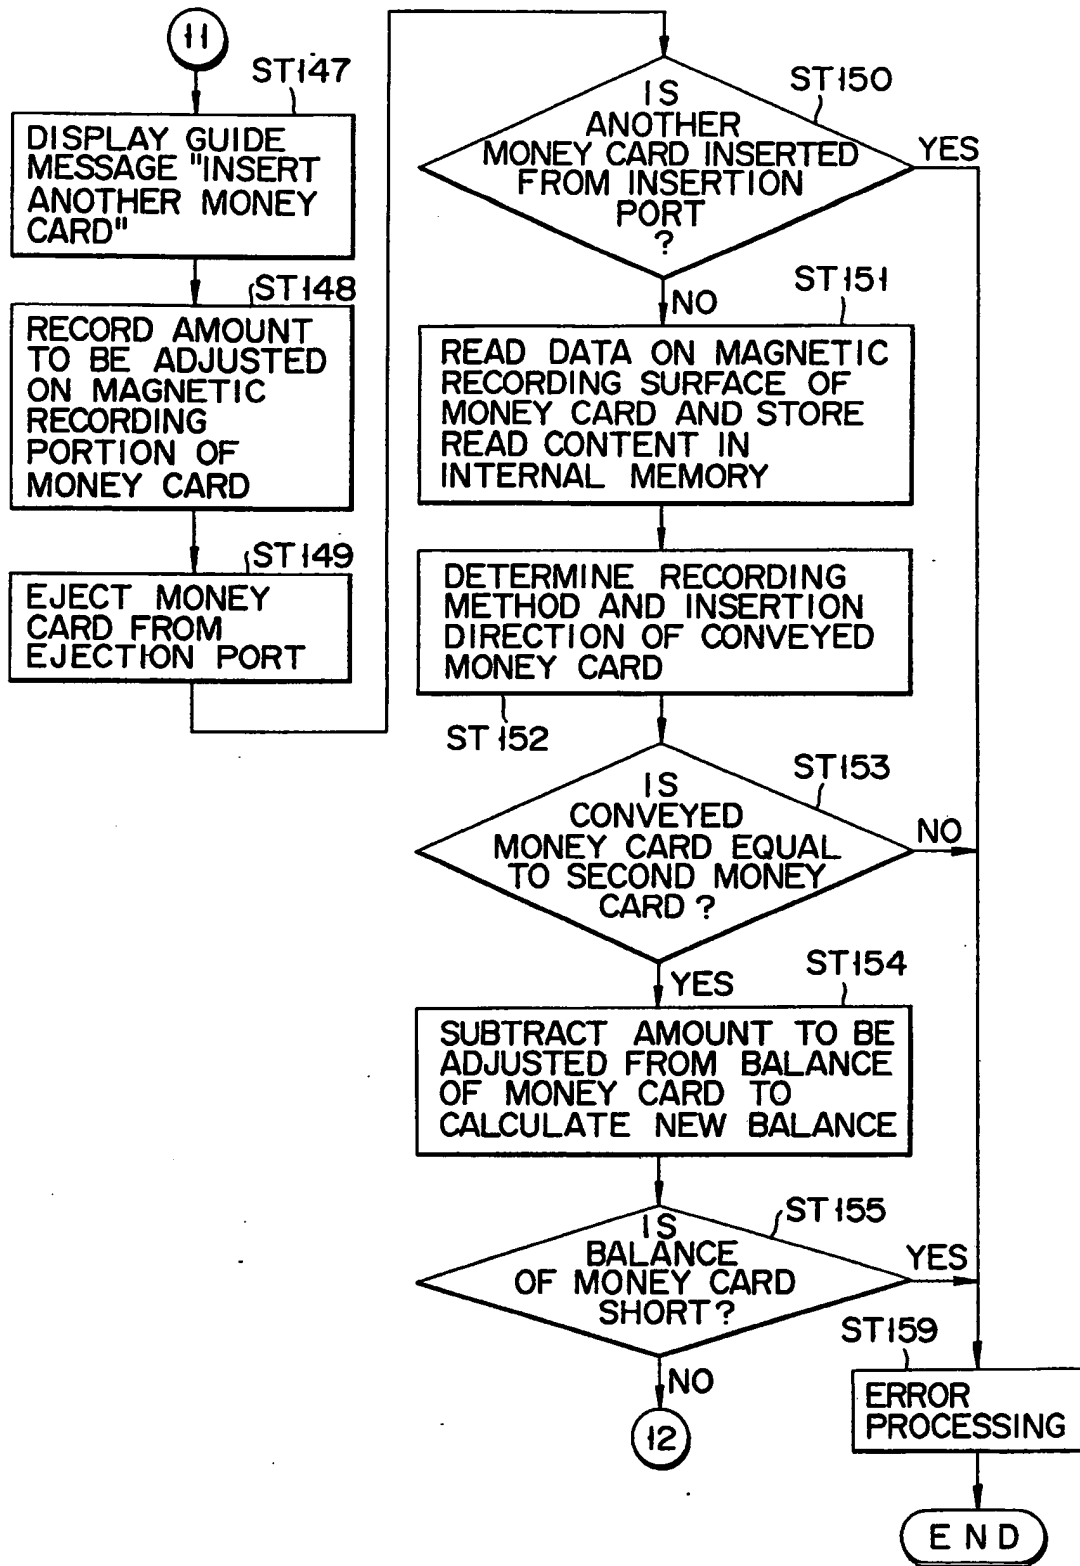 11
ST147
DISPLAY GUIDE
MESSAGE "INSERT
ANOTHER MONEY
CARD"
ST148
RECORD AMOUNT
TO BE ADJUSTED
ON MAGNETIC
RECORDING
PORTION OF
MONEY CARD
ST149
EJECT MONEY
CARD FROM
EJECTION PORT
ST150
IS
ANOTHER
MONEY CARD INSERTED
FROM INSERTION
PORT
?
YES
NO
ST151
READ DATA ON MAGNETIC
RECORDING SURFACE OF
MONEY CARD AND STORE
READ CONTENT IN
INTERNAL MEMORY
DETERMINE RECORDING
METHOD AND INSERTION
DIRECTION OF CONVEYED
MONEY CARD
ST152
ST153
IS
CONVEYED
MONEY CARD EQUAL
TO SECOND MONEY
CARD?
NO
YES
ST154
SUBTRACT AMOUNT TO BE
ADJUSTED FROM BALANCE
OF MONEY CARD TO
CALCULATE NEW BALANCE
ST155
IS
BALANCE
OF MONEY CARD
SHORT?
YES
NO
12
ST159
ERROR
PROCESSING
END